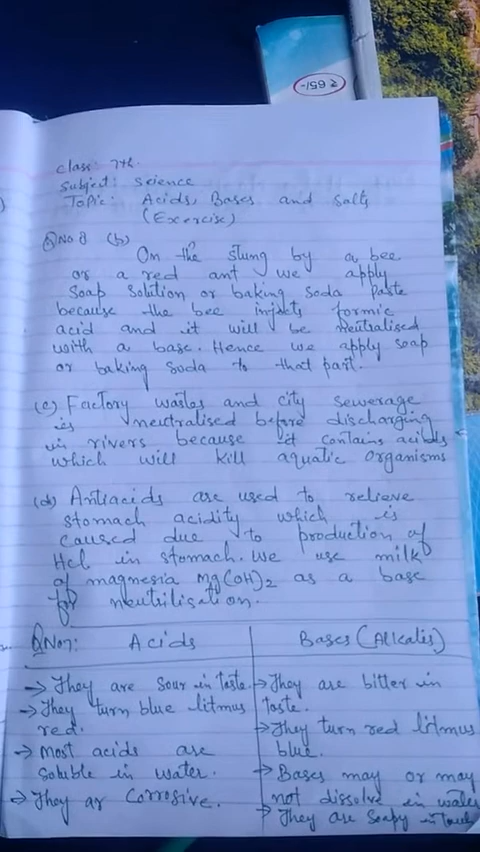 ₹ 65/-
Class: 7th.
Subject: Science
Topic: Acids, Bases and Salts
(Exercise)
Q No 8 (b)
On the stung by a bee
or a red ant we apply
Soap Solution or baking Soda paste
because the bee injects formic
acid and it will be neutralised
with a base. Hence we apply soap
or baking soda to that part.
(c) Factory wastes and city sewerage
is neutralised before discharging
in rivers because it contains acids
which will kill aquatic organisms
(d) Antiacids are used to relieve
stomach acidity which is
caused due to production of
Hcl in stomach. We use milk
of magnesia Mg(OH)2 as a base
for neutrilisation.
Q No 7: Acids Bases (Alkalis)
→ They are Sour in taste. → They are bitter in
→ They turn blue litmus taste.
red. → They turn red litmus
→ Most acids are blue.
Soluble in water. → Bases may or may
→ They ar Corrosive. not dissolve in water
→ They are Soapy in touch